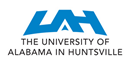 UAH
THE UNIVERSITY OF
ALABAMA IN HUNTSVILLE